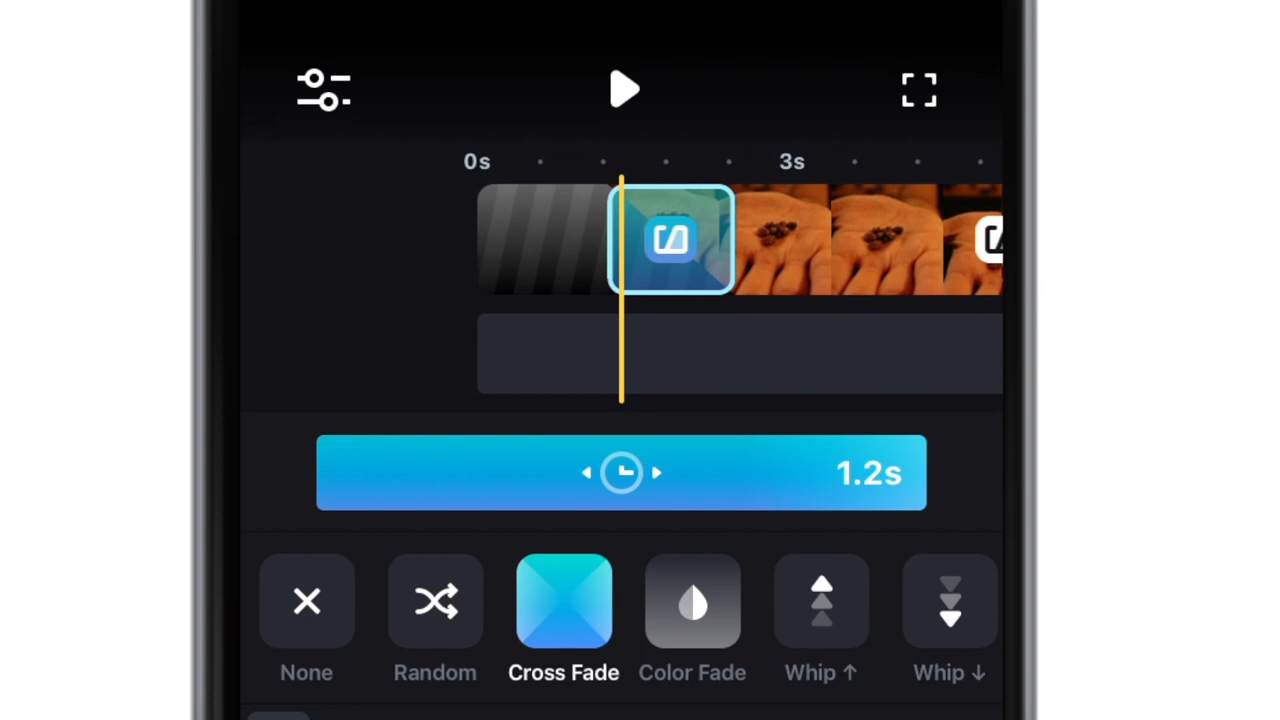 0s 3s
1.2s
None Random Cross Fade Color Fade Whip ↑ Whip ↓